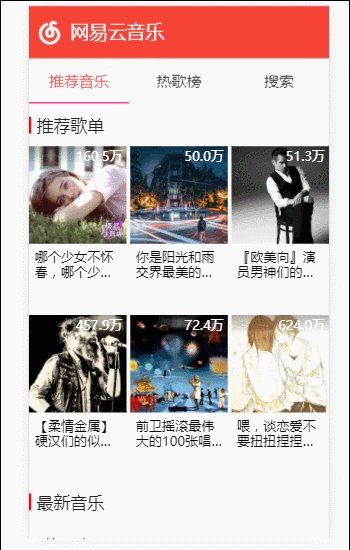 网易云音乐
推荐音乐 热歌榜 搜索
推荐歌单
160.5万 50.0万 51.3万
哪个少女不怀
春，哪个少...
你是阳光和雨
交界最美的...
『欧美向』演
员男神们的...
457.9万 72.4万 624.0万
【柔情金属】
硬汉们的似...
前卫摇滚最伟
大的100张唱...
喂，谈恋爱不
要扭扭捏捏...
最新音乐